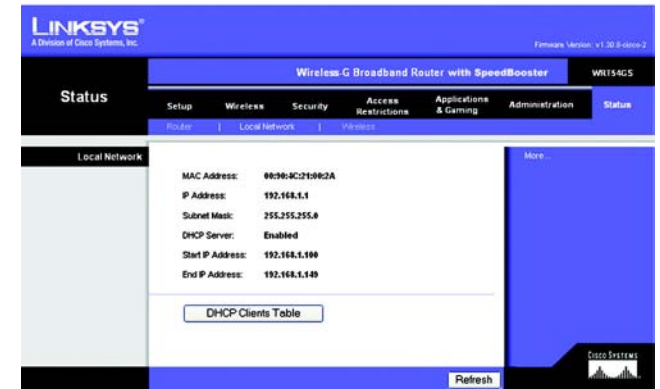 LINKSYS®
A Division of Cisco Systems, Inc.
Firmware Version: v1.30.8-cisco-2
Wireless-G Broadband Router with SpeedBooster WRT54GS
Status
Setup Wireless Security Access Restrictions Applications & Gaming Administration Status
Router | Local Network | Wireless
Local Network
More...
MAC Address: 00:90:4C:21:00:2A
IP Address: 192.168.1.1
Subnet Mask: 255.255.255.0
DHCP Server: Enabled
Start IP Address: 192.168.1.100
End IP Address: 192.168.1.149
DHCP Clients Table
Refresh
CISCO SYSTEMS